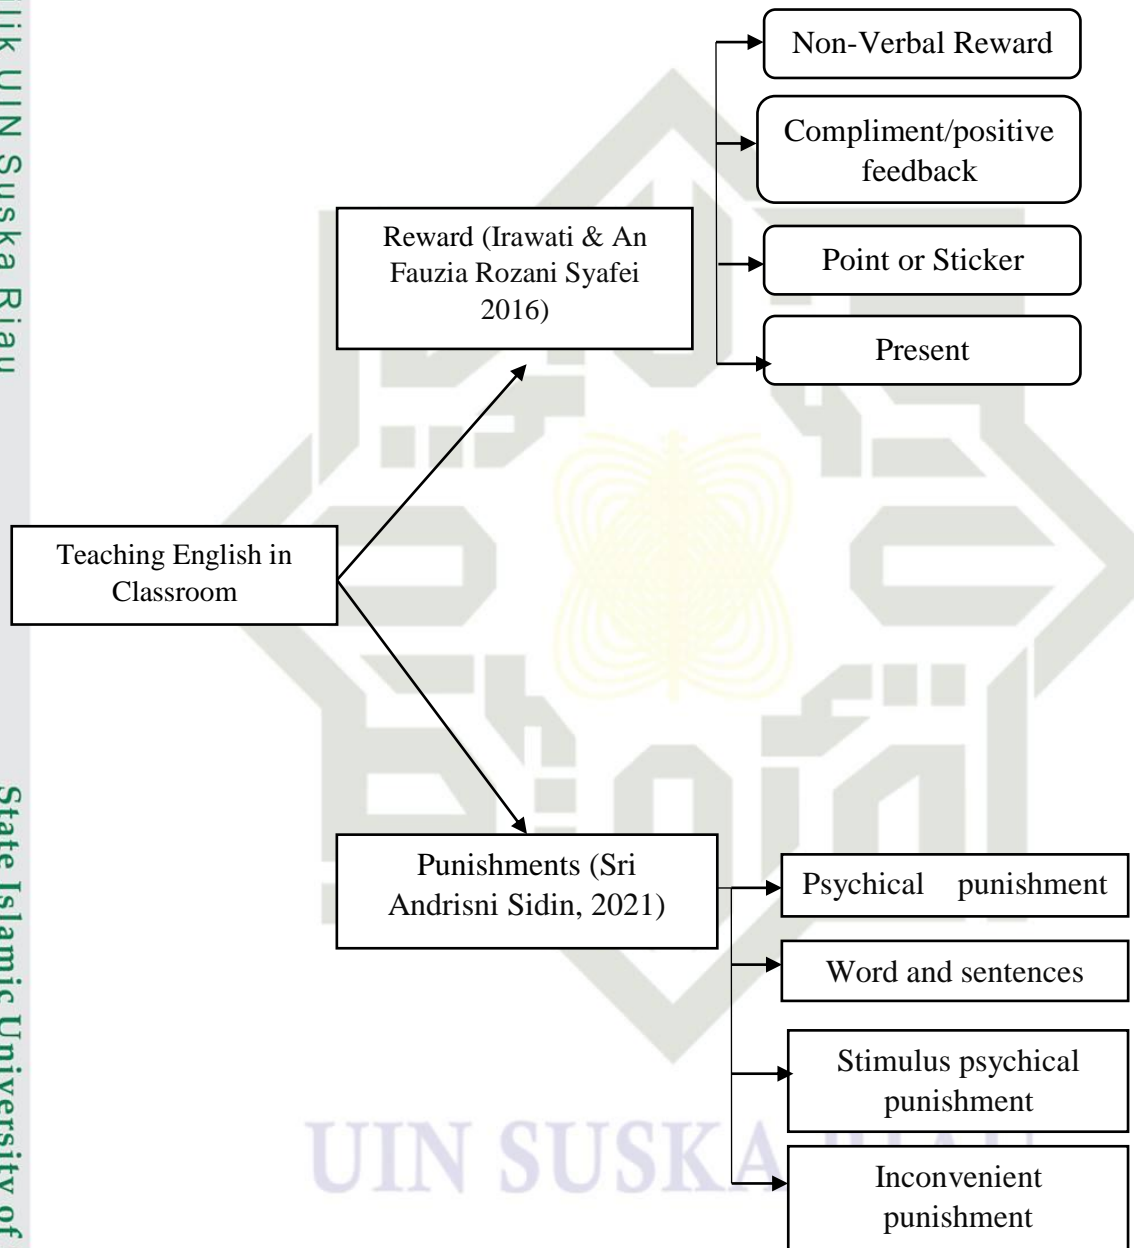 lik UIN Suska Riau
State Islamic University of
Non-Verbal Reward
Compliment/positive
feedback
Reward (Irawati & An
Fauzia Rozani Syafei
2016)
Point or Sticker
Present
Teaching English in
Classroom
Punishments (Sri
Andrisni Sidin, 2021)
Psychical punishment
Word and sentences
Stimulus psychical
punishment
Inconvenient
punishment
UIN SUSKA RIAU